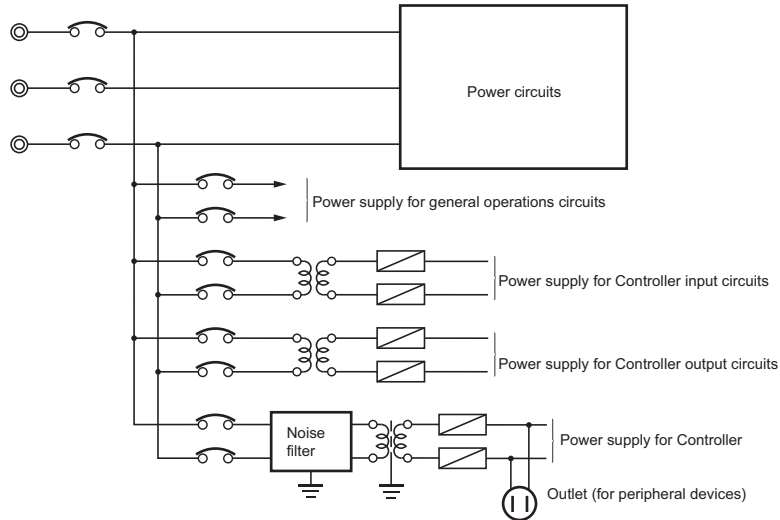 Power circuits
Power supply for general operations circuits
Power supply for Controller input circuits
Power supply for Controller output circuits
Noise
filter
Power supply for Controller
Outlet (for peripheral devices)